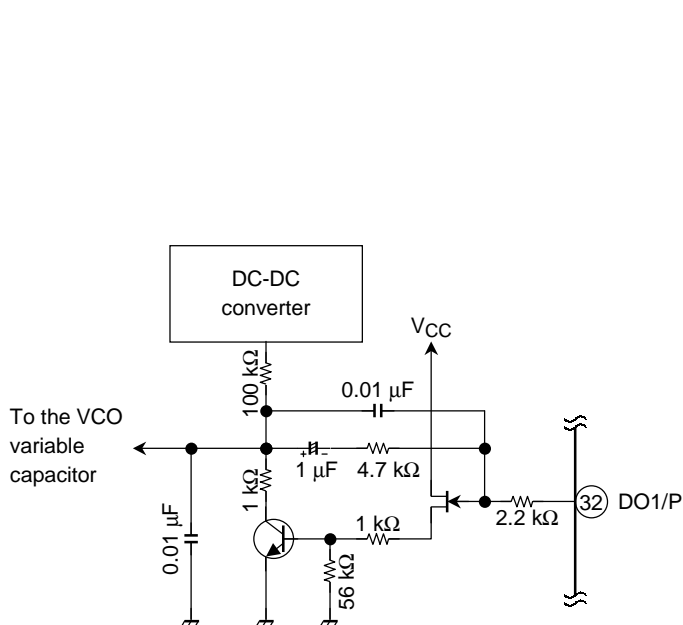 DC-DC
converter
VCC
100 kΩ
0.01 μF
To the VCO
variable
capacitor
+
−
1 μF
4.7 kΩ
1 kΩ
32
DO1/P
2.2 kΩ
1 kΩ
0.01 μF
56 kΩ